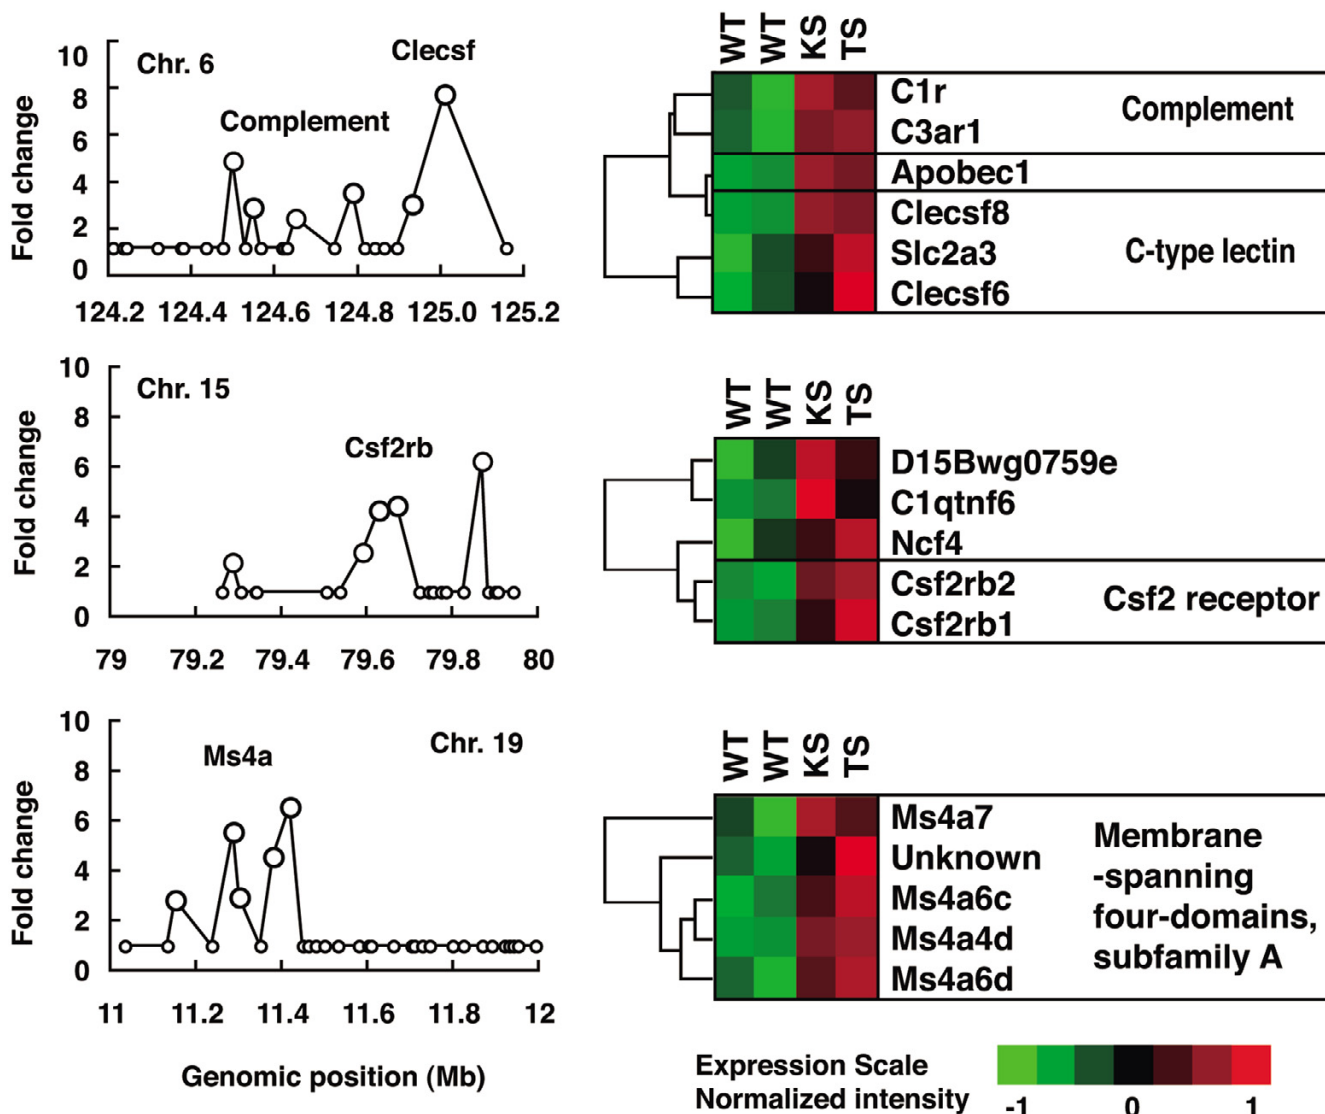 Chr. 6
Clecsf
Complement
Fold change
10
8
6
4
2
0
124.2 124.4 124.6 124.8 125.0 125.2
WT WT KS TS
C1r
C3ar1
Complement
Apobec1
Clecsf8
Slc2a3
Clecsf6
C-type lectin
Chr. 15
Csf2rb
Fold change
10
8
6
4
2
0
79 79.2 79.4 79.6 79.8 80
WT WT KS TS
D15Bwg0759e
C1qtnf6
Ncf4
Csf2rb2
Csf2rb1
Csf2 receptor
Chr. 19
Ms4a
Fold change
10
8
6
4
2
0
11 11.2 11.4 11.6 11.8 12
Genomic position (Mb)
WT WT KS TS
Ms4a7
Unknown
Ms4a6c
Ms4a4d
Ms4a6d
Membrane
-spanning
four-domains,
subfamily A
Expression Scale
Normalized intensity
-1 0 1